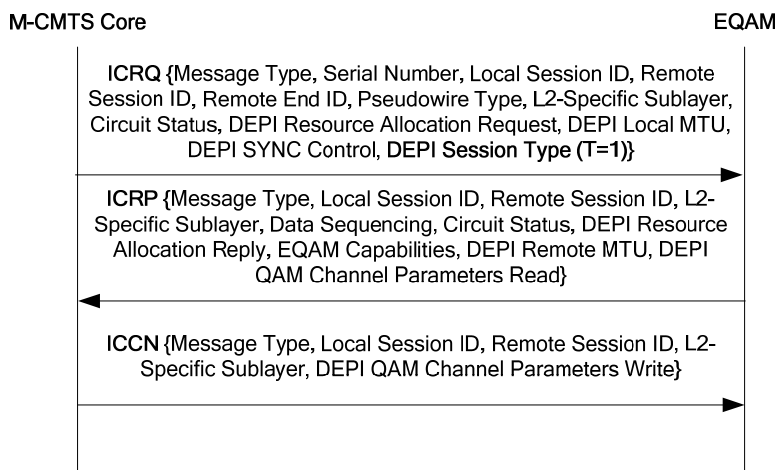 M-CMTS Core
EQAM
ICRQ {Message Type, Serial Number, Local Session ID, Remote
Session ID, Remote End ID, Pseudowire Type, L2-Specific Sublayer,
Circuit Status, DEPI Resource Allocation Request, DEPI Local MTU,
DEPI SYNC Control, DEPI Session Type (T=1)}
ICRP {Message Type, Local Session ID, Remote Session ID, L2-
Specific Sublayer, Data Sequencing, Circuit Status, DEPI Resource
Allocation Reply, EQAM Capabilities, DEPI Remote MTU, DEPI
QAM Channel Parameters Read}
ICCN {Message Type, Local Session ID, Remote Session ID, L2-
Specific Sublayer, DEPI QAM Channel Parameters Write}